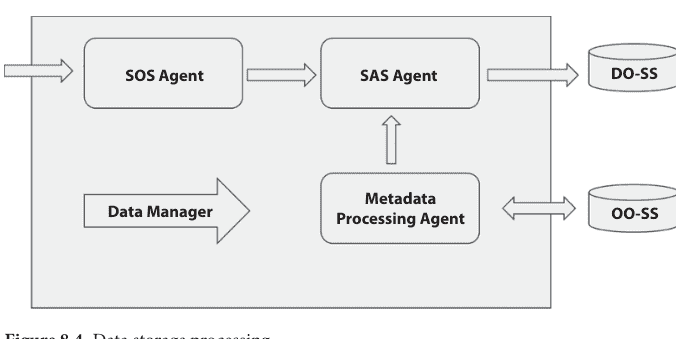 SOS Agent
SAS Agent
DO-SS
Data Manager
Metadata
Processing Agent
OO-SS
Figure 8.4 Data storage processing